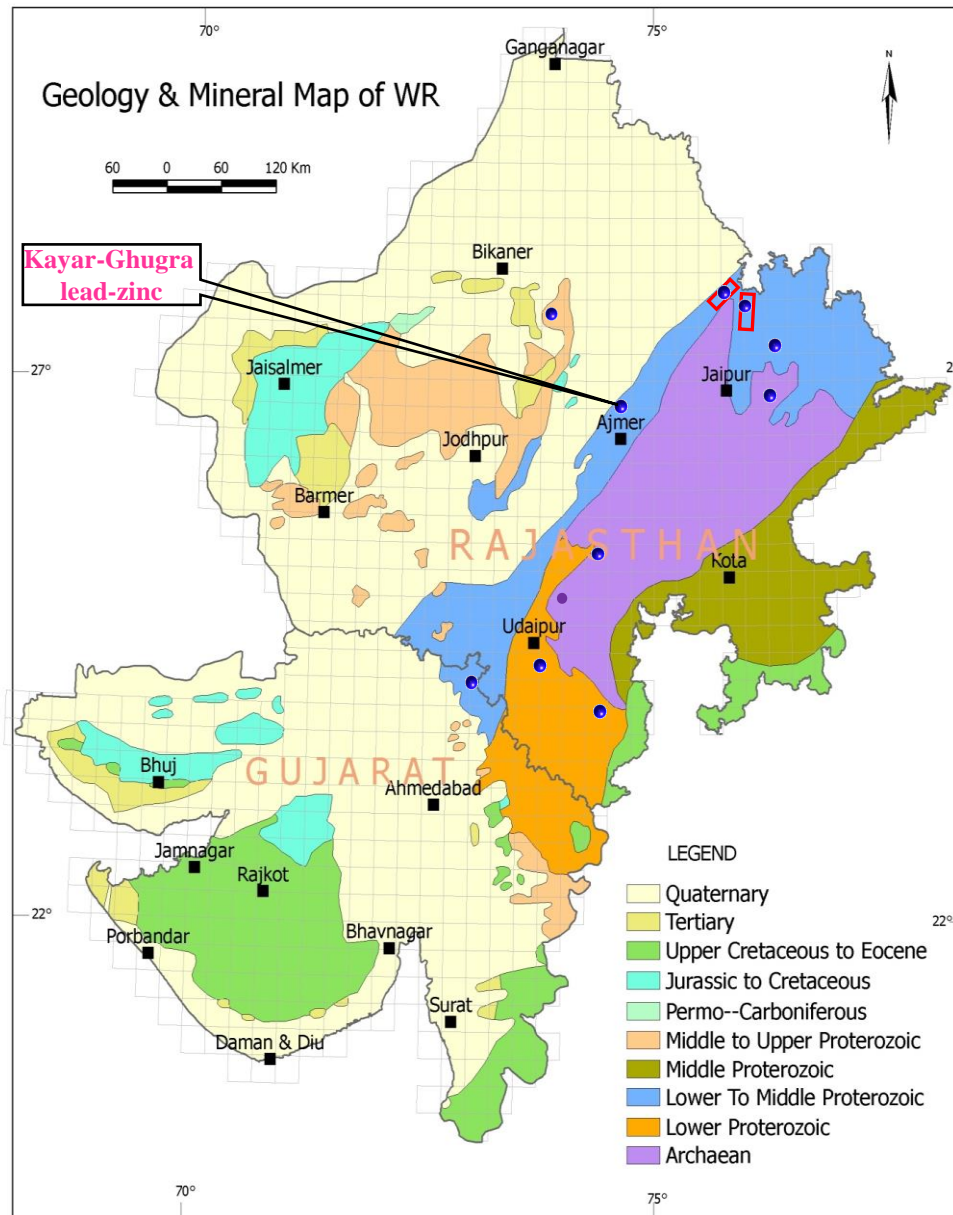 70°
75°
Ganganagar
N
Geology & Mineral Map of WR
60 0 60 120 Km
Bikaner
Kayar-Ghugra
lead-zinc
27°
2
Jaisalmer
Jaipur
Ajmer
Jodhpur
Barmer
RAJASTHAN
Kota
Udaipur
Bhuj
GUJARAT
Ahmedabad
Jamnagar
Rajkot
22°
22°
Porbandar
Bhavnagar
Surat
Daman & Diu
LEGEND
Quaternary
Tertiary
Upper Cretaceous to Eocene
Jurassic to Cretaceous
Permo--Carboniferous
Middle to Upper Proterozoic
Middle Proterozoic
Lower To Middle Proterozoic
Lower Proterozoic
Archaean
70°
75°